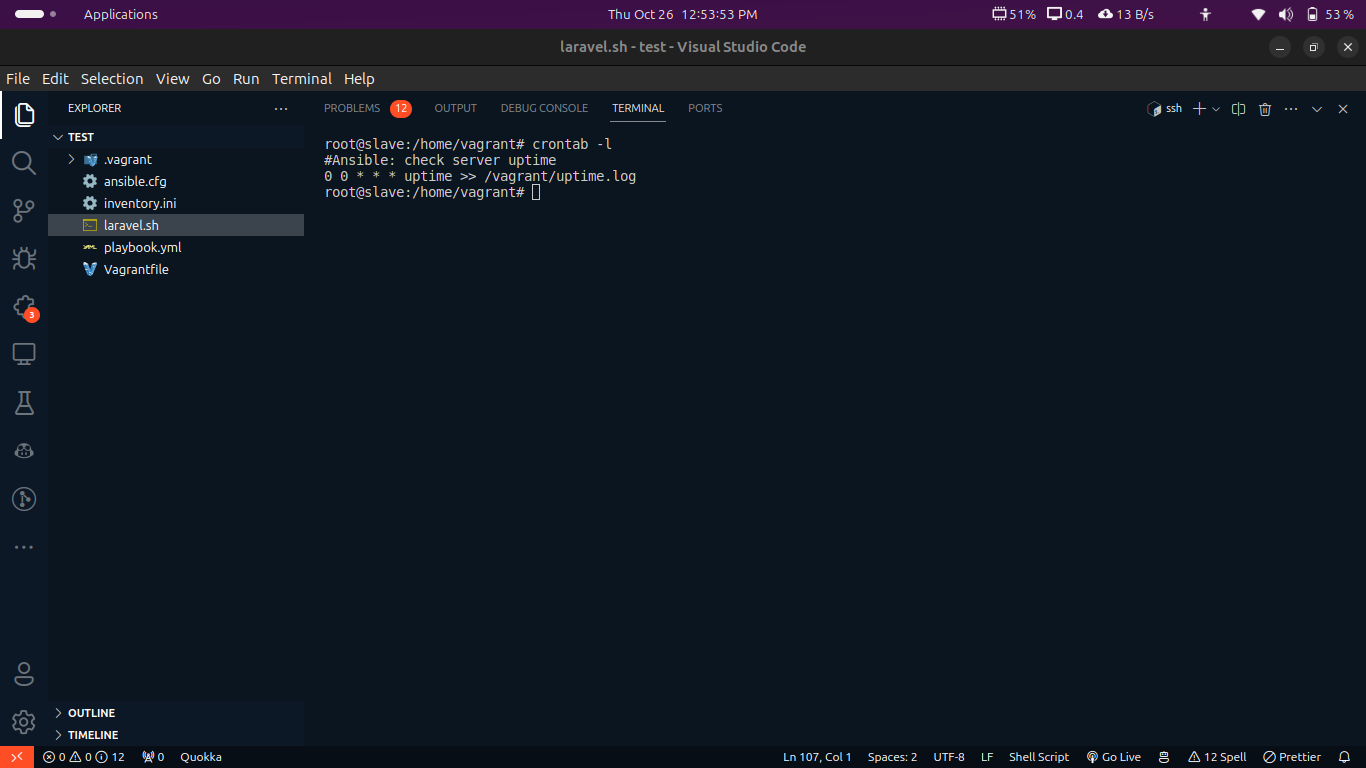 Applications
Thu Oct 26 12:53:53 PM
51%
0.4
13 B/s
53 %
laravel.sh - test - Visual Studio Code
File Edit Selection View Go Run Terminal Help
EXPLORER
TEST
.vagrant
ansible.cfg
inventory.ini
laravel.sh
playbook.yml
Vagrantfile
3
OUTLINE
TIMELINE
PROBLEMS 12 OUTPUT DEBUG CONSOLE TERMINAL PORTS
ssh
root@slave:/home/vagrant# crontab -l
#Ansible: check server uptime
0 0 * * * uptime >> /vagrant/uptime.log
root@slave:/home/vagrant#
0 0 12 0 Quokka
Ln 107, Col 1 Spaces: 2 UTF-8 LF Shell Script Go Live 12 Spell Prettier